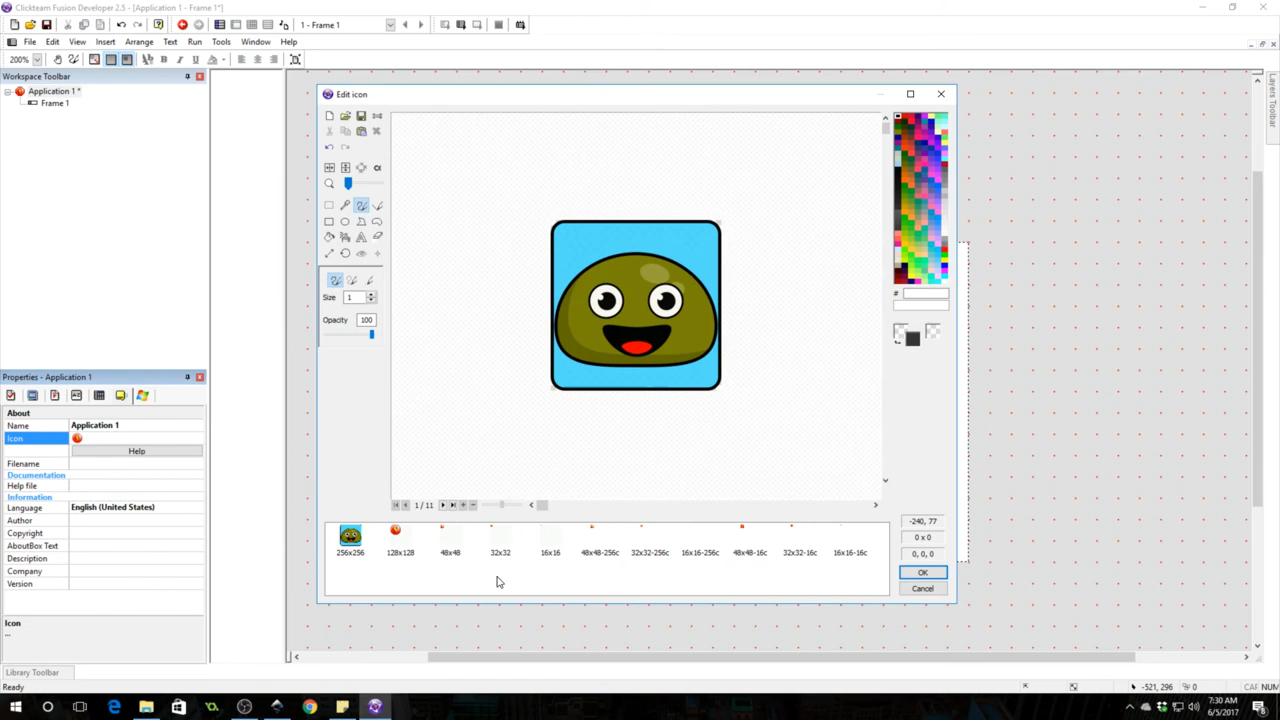 Clickteam Fusion Developer 2.5 - [Application 1 - Frame 1*]
1 - Frame 1
File Edit View Insert Arrange Text Run Tools Window Help
200%
Workspace Toolbar
Application 1 *
Frame 1
Layers Toolbar
Edit icon
Size 1
Opacity 100
#
1 / 11
256x256 128x128 48x48 32x32 16x16 48x48-256c 32x32-256c 16x16-256c 48x48-16c 32x32-16c 16x16-16c
-240, 77
0 x 0
0, 0, 0
OK
Cancel
Properties - Application 1
About
Name Application 1
Icon
Help
Filename
Documentation
Help file
Information
Language English (United States)
Author
Copyright
AboutBox Text
Description
Company
Version
Icon
...
Library Toolbar
Ready
-521, 296 0 CAP NUM
7:30 AM
6/5/2017